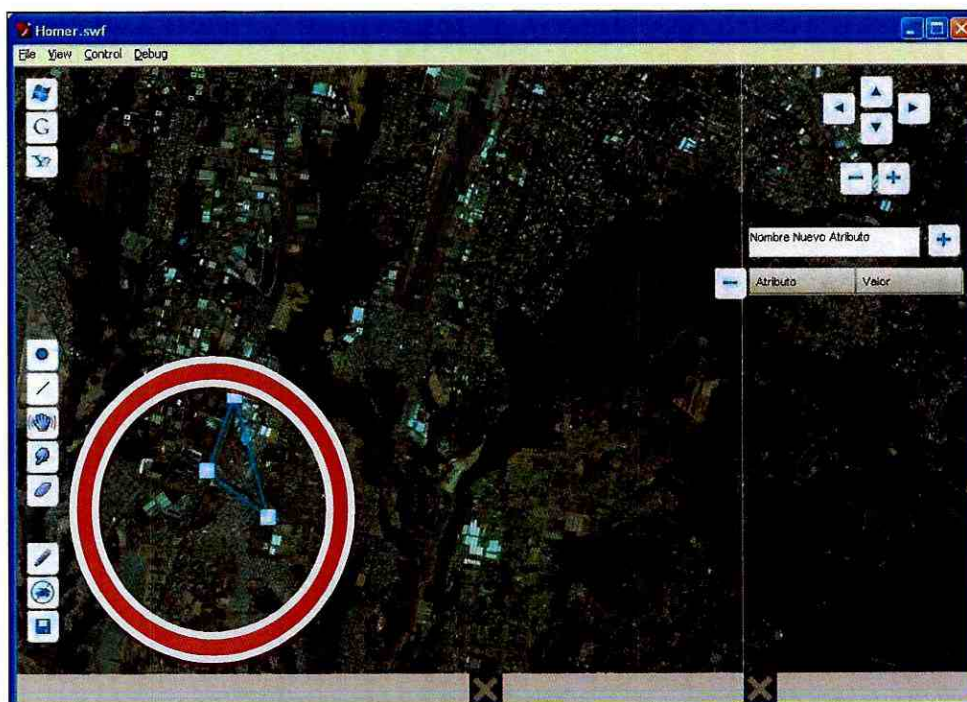 Homer.swf
File View Control Debug
G
Nombre Nuevo Atributo
Atributo Valor